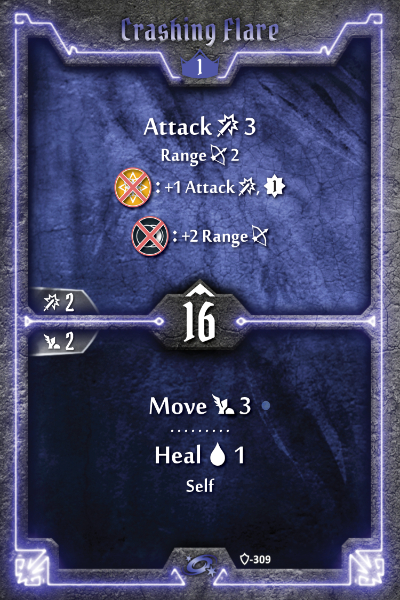 Crashing Flare
1
Attack 3
Range 2
: +1 Attack, 1
: +2 Range
2
16
2
Move 3
Heal 1
Self
-309